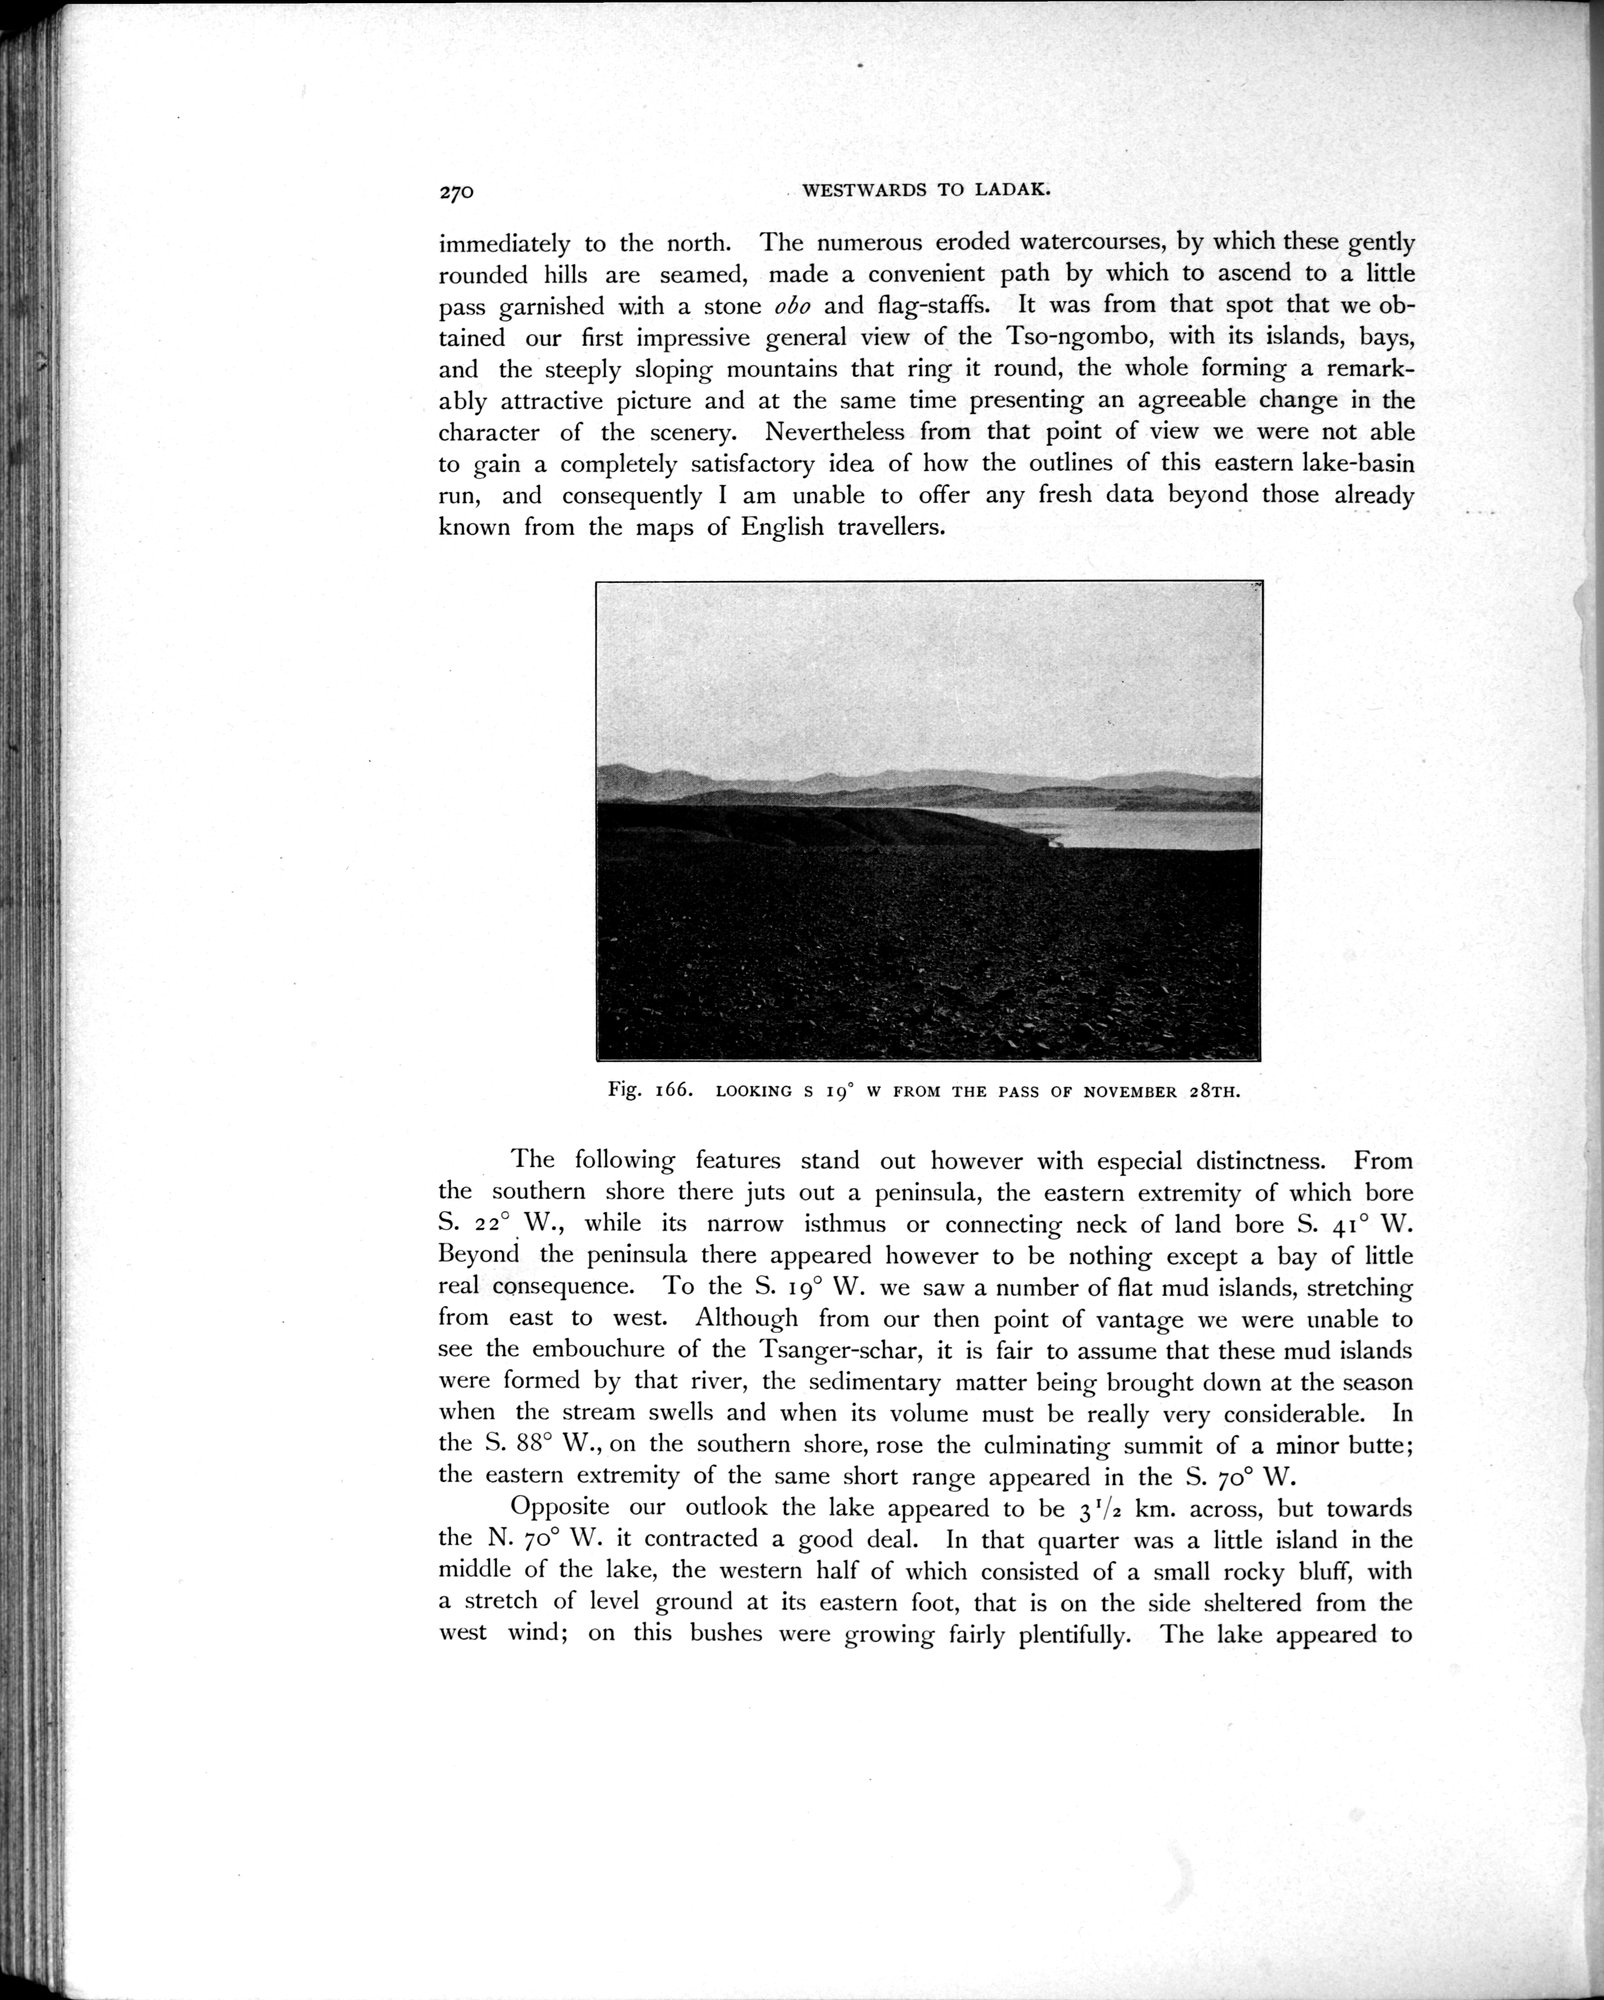 270
WESTWARDS TO LADAK.
immediately to the north. The numerous eroded watercourses, by which these gently
rounded hills are seamed, made a convenient path by which to ascend to a little
pass garnished with a stone obo and flag-staffs. It was from that spot that we ob-
tained our first impressive general view of the Tso-ngombo, with its islands, bays,
and the steeply sloping mountains that ring it round, the whole forming a remark-
ably attractive picture and at the same time presenting an agreeable change in the
character of the scenery. Nevertheless from that point of view we were not able
to gain a completely satisfactory idea of how the outlines of this eastern lake-basin
run, and consequently I am unable to offer any fresh data beyond those already
known from the maps of English travellers.
Fig. 166. LOOKING S 19° W FROM THE PASS OF NOVEMBER 28TH.
The following features stand out however with especial distinctness. From
the southern shore there juts out a peninsula, the eastern extremity of which bore
S. 22° W., while its narrow isthmus or connecting neck of land bore S. 41° W.
Beyond the peninsula there appeared however to be nothing except a bay of little
real consequence. To the S. 19° W. we saw a number of flat mud islands, stretching
from east to west. Although from our then point of vantage we were unable to
see the embouchure of the Tsanger-schar, it is fair to assume that these mud islands
were formed by that river, the sedimentary matter being brought down at the season
when the stream swells and when its volume must be really very considerable. In
the S. 88° W., on the southern shore, rose the culminating summit of a minor butte;
the eastern extremity of the same short range appeared in the S. 70° W.
Opposite our outlook the lake appeared to be 3 1/2 km. across, but towards
the N. 70° W. it contracted a good deal. In that quarter was a little island in the
middle of the lake, the western half of which consisted of a small rocky bluff, with
a stretch of level ground at its eastern foot, that is on the side sheltered from the
west wind; on this bushes were growing fairly plentifully. The lake appeared to